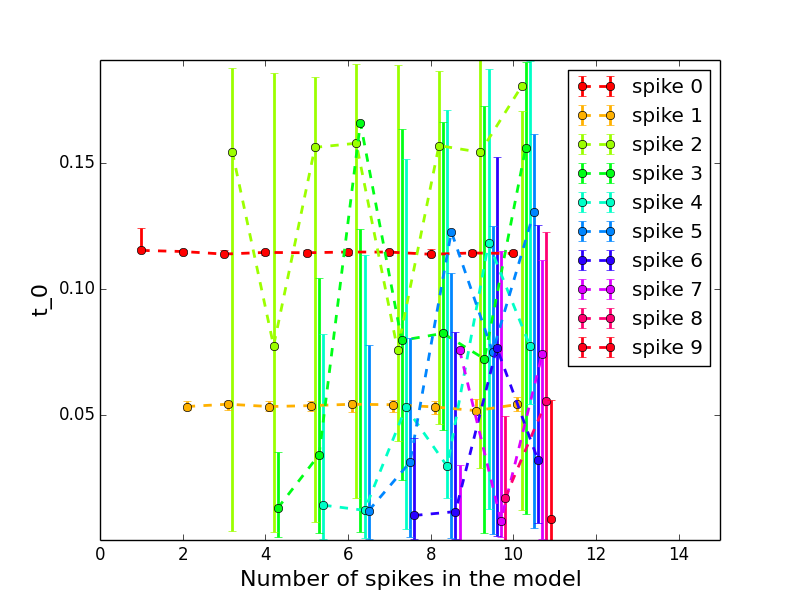 0.15
0.10
0.05
t_0
0 2 4 6 8 10 12 14
Number of spikes in the model
spike 0
spike 1
spike 2
spike 3
spike 4
spike 5
spike 6
spike 7
spike 8
spike 9